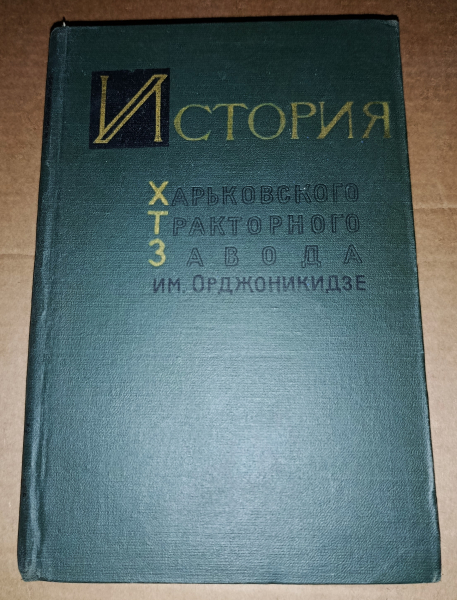 История
Харьковского
Тракторного
Завода
им. Орджоникидзе